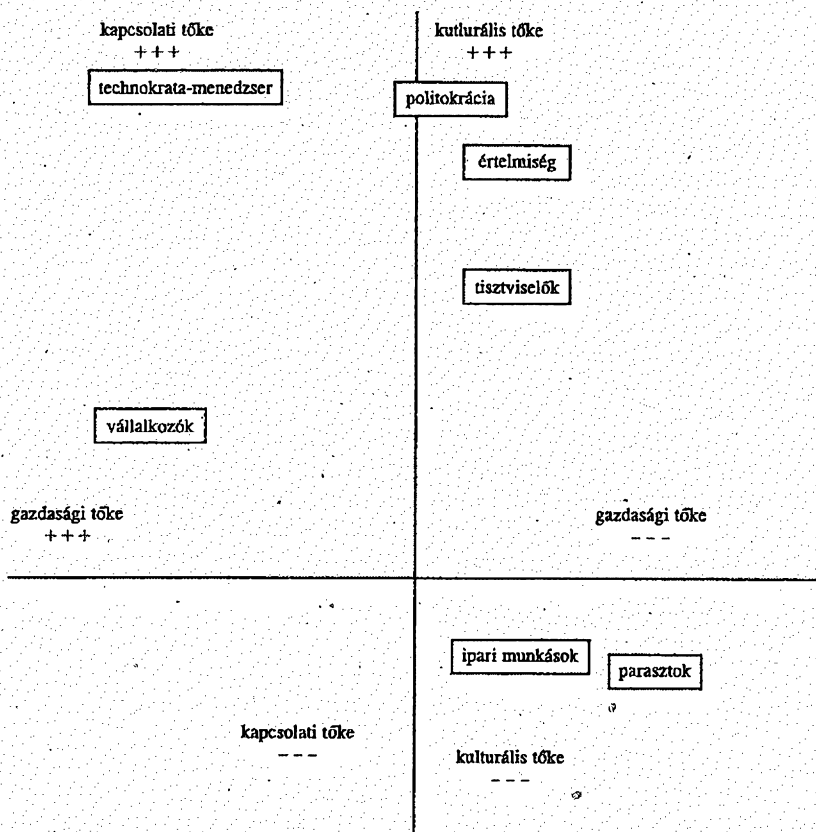 kapcsolati tőke
+++
kutlurális tőke
+++
technokrata-menedzser
politokrácia
értelmiség
tisztviselők
vállalkozók
gazdasági tőke
+++
gazdasági tőke
---
ipari munkások
parasztok
kapcsolati tőke
---
kulturális tőke
---